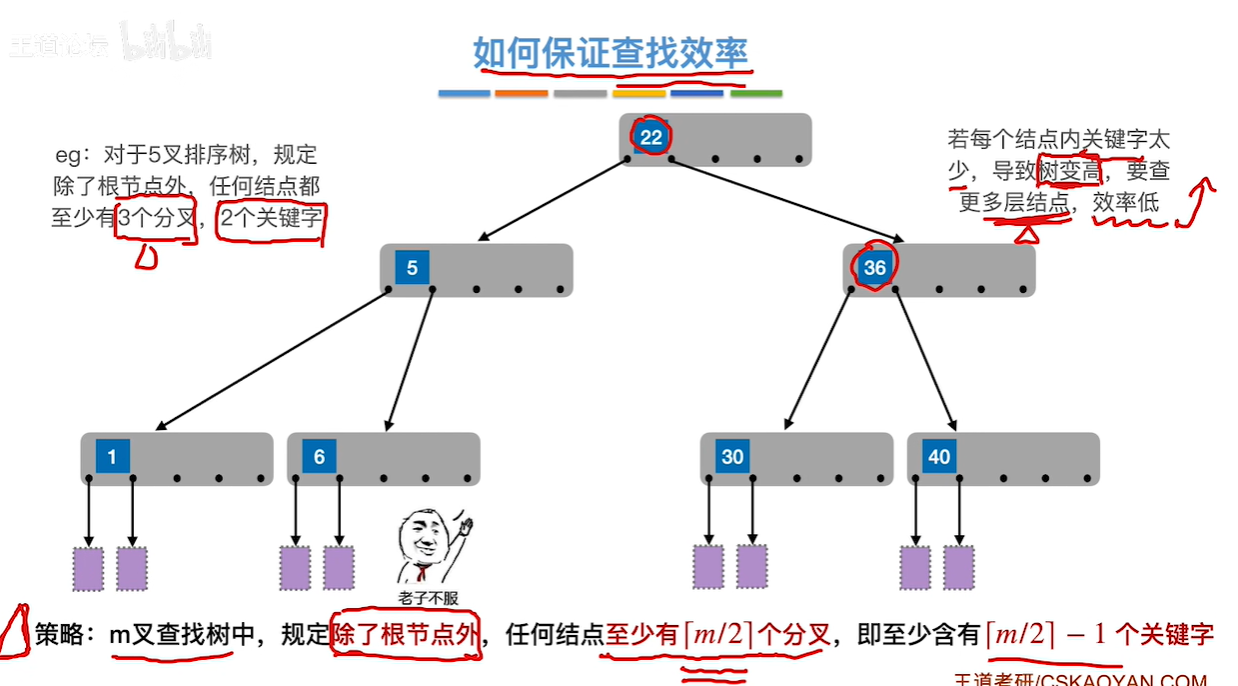 王道论坛 bilibili
如何保证查找效率
eg：对于5叉排序树，规定
除了根节点外，任何结点都
至少有3个分叉，2个关键字
若每个结点内关键字太
少，导致树变高，要查
更多层结点，效率低
22
5
36
1
6
30
40
老子不服
策略：m叉查找树中，规定除了根节点外，任何结点至少有⌈m/2⌉个分叉，即至少含有⌈m/2⌉ − 1 个关键字
王道考研/CSKAOYAN.COM